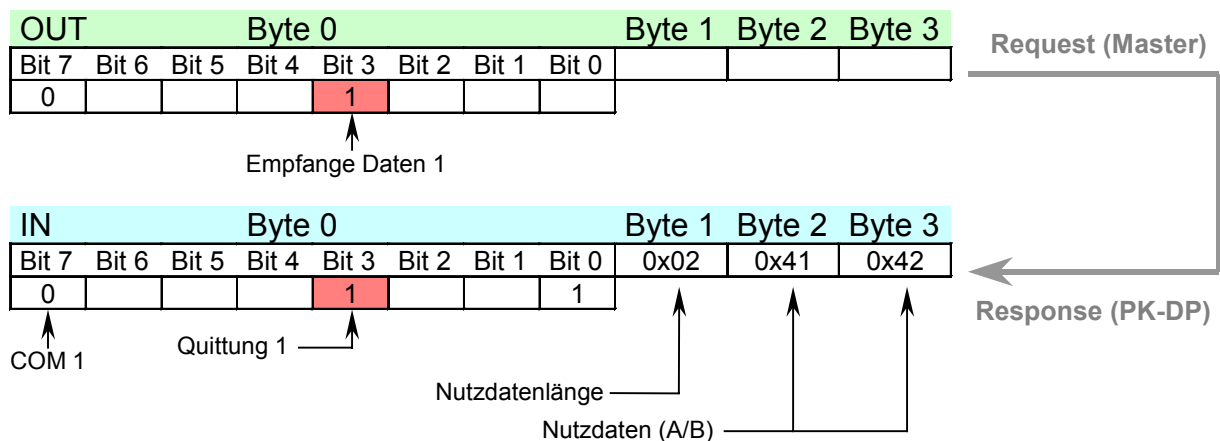 OUT Byte 0 Byte 1 Byte 2 Byte 3
Request (Master)
Bit 7 Bit 6 Bit 5 Bit 4 Bit 3 Bit 2 Bit 1 Bit 0
0 1
Empfange Daten 1
IN Byte 0 Byte 1 Byte 2 Byte 3
Bit 7 Bit 6 Bit 5 Bit 4 Bit 3 Bit 2 Bit 1 Bit 0 0x02 0x41 0x42
0 1 1
Response (PK-DP)
Quittung 1
COM 1
Nutzdatenlänge
Nutzdaten (A/B)